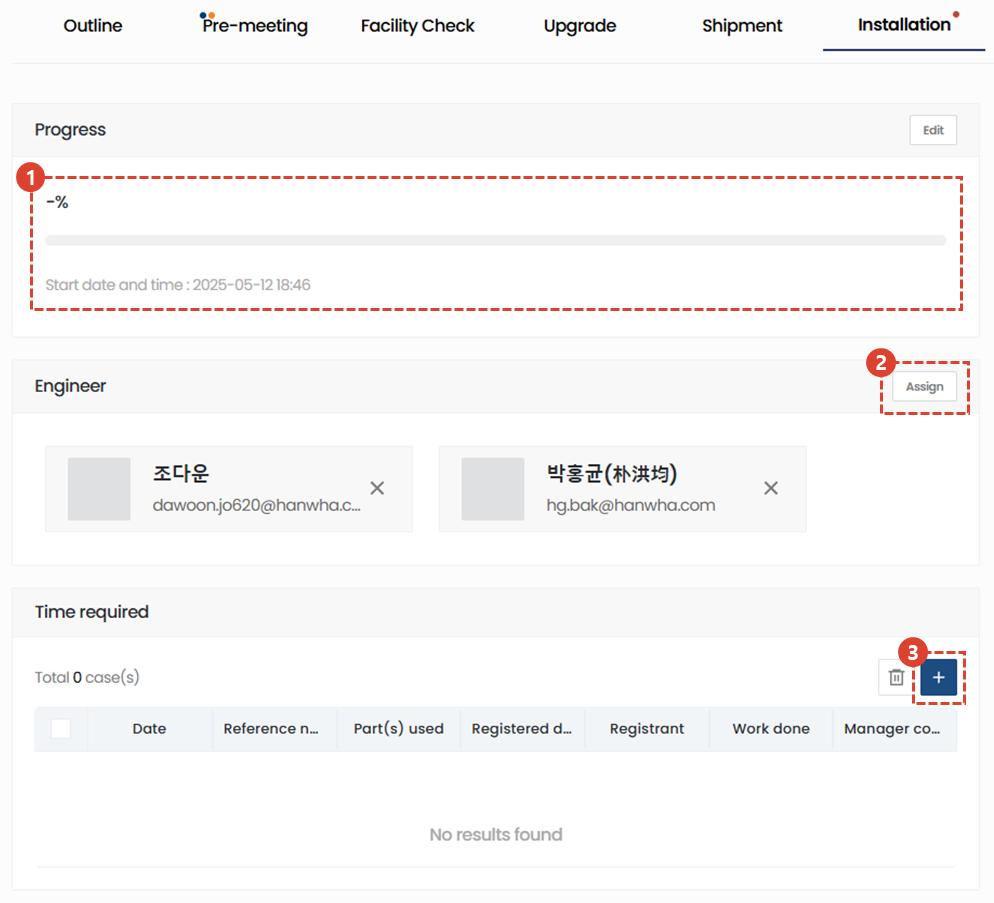 Outline Pre-meeting Facility Check Upgrade Shipment Installation
Progress Edit
1
-%
Start date and time : 2025-05-12 18:46
2
Engineer Assign
조다운
dawoon.jo620@hanwha.c...
박홍균(朴洪均)
hg.bak@hanwha.com
Time required
3
Total 0 case(s) +
Date Reference n... Part(s) used Registered d... Registrant Work done Manager co...
No results found